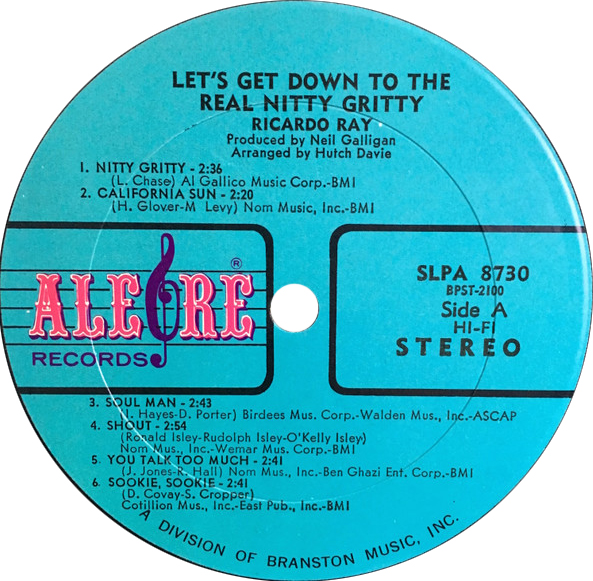 LET'S GET DOWN TO THE
REAL NITTY GRITTY
RICARDO RAY
Produced by Neil Galligan
Arranged by Hutch Davie
1. NITTY GRITTY - 2:36
(L. Chase) Al Gallico Music Corp.-BMI
2. CALIFORNIA SUN - 2:20
(H. Glover-M Levy) Nom Music, Inc.-BMI
ALEGRE ®
RECORDS
SLPA 8730
BPST-2100
Side A
HI-FI
STEREO
3. SOUL MAN - 2:43
(I. Hayes-D. Porter) Birdees Mus. Corp-Walden Mus., Inc.-ASCAP
4. SHOUT - 2:54
(Ronald Isley-Rudolph Isley-O'Kelly Isley)
Nom Mus., Inc-Wemar Mus. Corp.-BMI
5. YOU TALK TOO MUCH - 2:41
(J. Jones-R. Hall) Nom Mus., Inc-Ben Ghazi Ent. Corp-BMI
6 SOOKIE, SOOKIE - 2:41
(D. Covay-S. Cropper)
Cotillion Mus., Inc.-East Pub., Inc-BMI
A DIVISION OF BRANSTON MUSIC, INC.